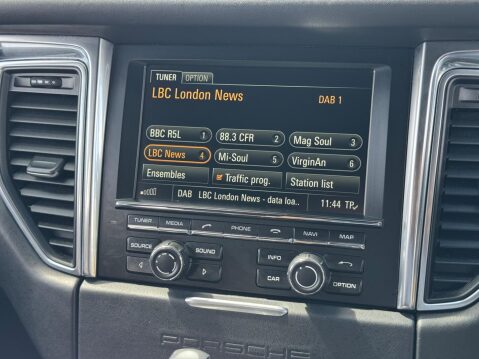 TUNER OPTION
LBC London News DAB 1
BBC R5L 1 88.3 CFR 2 Mag Soul 3
LBC News 4 Mi-Soul 5 VirginAn 6
Ensembles Traffic prog. Station list
DAB LBC London News - data loa.. 11:44 TP
TUNER MEDIA PHONE NAVI MAP
SOURCE SOUND INFO
CAR OPTION
PORSCHE